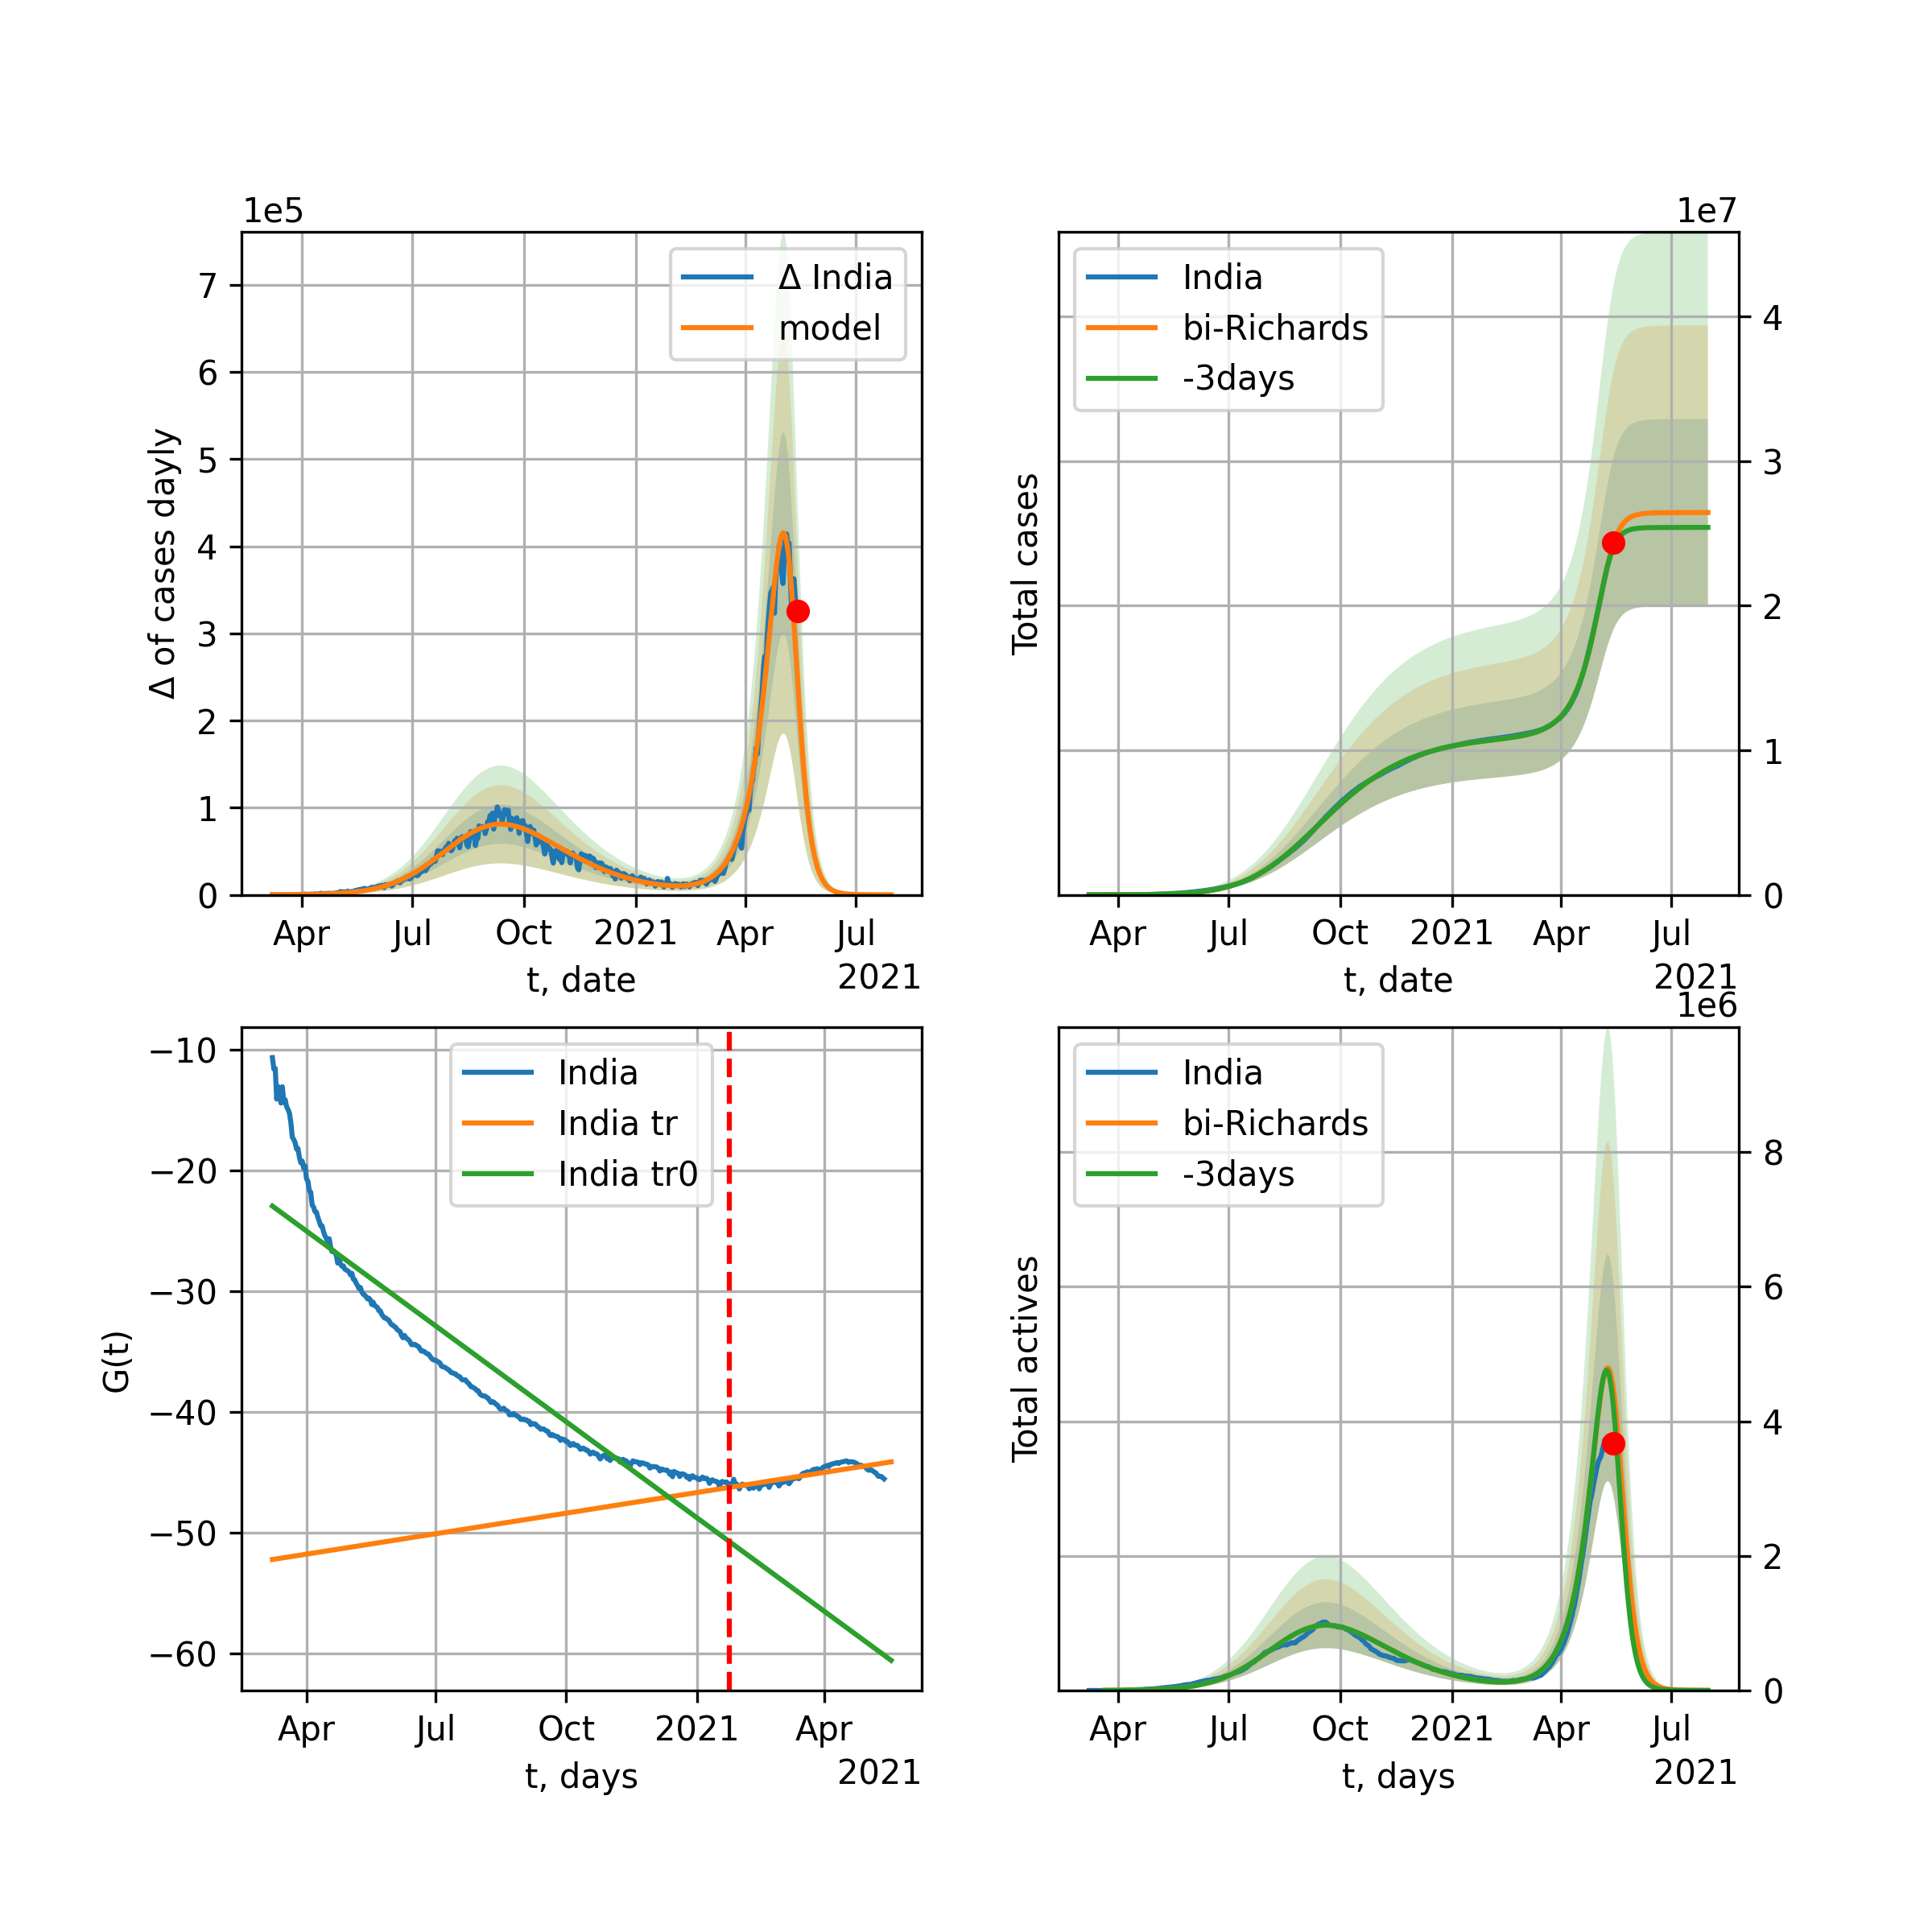 1e5
Δ of cases dayly
7
6
5
4
3
2
1
0
Δ India
model
Apr
Jul
Oct
2021
Apr
Jul
t, date
2021
1e7
Total cases
India
bi-Richards
-3days
4
3
2
1
0
Apr
Jul
Oct
2021
Apr
Jul
t, date
2021
G(t)
−10
−20
−30
−40
−50
−60
India
India tr
India tr0
Apr
Jul
Oct
2021
Apr
t, days
2021
1e6
Total actives
India
bi-Richards
-3days
8
6
4
2
0
Apr
Jul
Oct
2021
Apr
Jul
t, days
2021